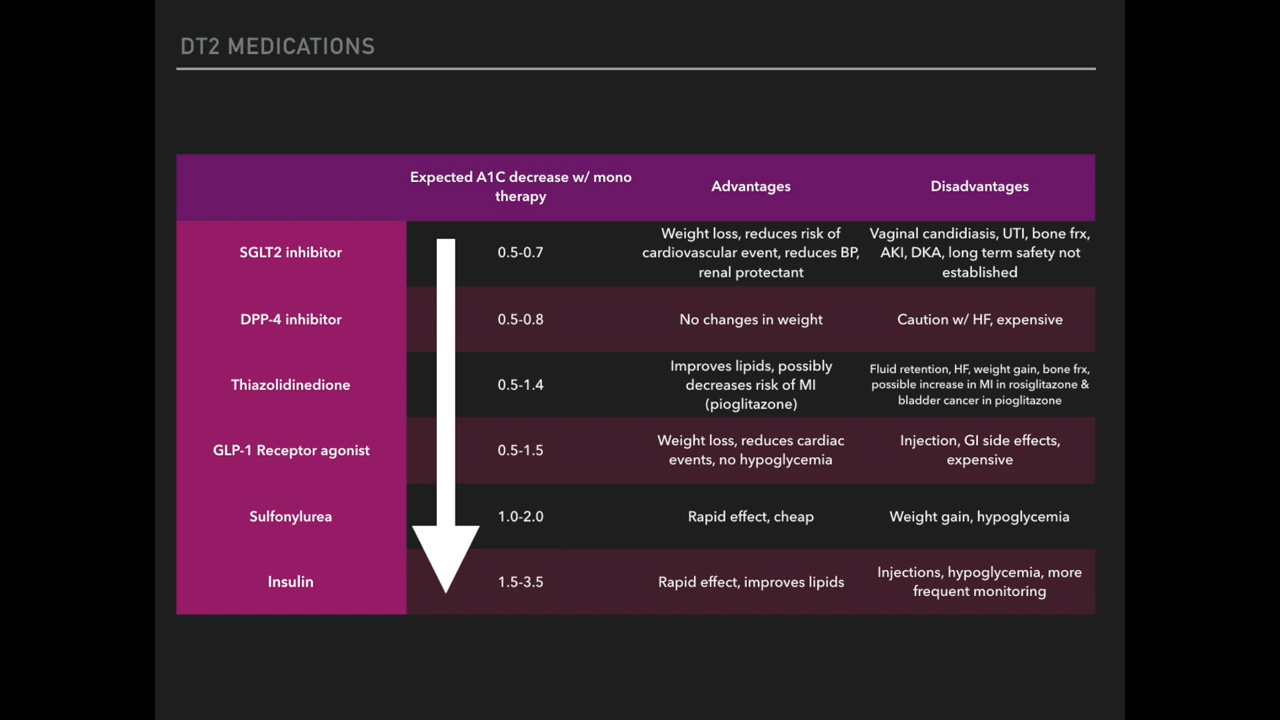 DT2 MEDICATIONS
Expected A1C decrease w/ mono
therapy
Advantages
Disadvantages
SGLT2 inhibitor
0.5-0.7
Weight loss, reduces risk of
cardiovascular event, reduces BP,
renal protectant
Vaginal candidiasis, UTI, bone frx,
AKI, DKA, long term safety not
established
DPP-4 inhibitor
0.5-0.8
No changes in weight
Caution w/ HF, expensive
Thiazolidinedione
0.5-1.4
Improves lipids, possibly
decreases risk of MI
(pioglitazone)
Fluid retention, HF, weight gain, bone frx,
possible increase in MI in rosiglitazone &
bladder cancer in pioglitazone
GLP-1 Receptor agonist
0.5-1.5
Weight loss, reduces cardiac
events, no hypoglycemia
Injection, GI side effects,
expensive
Sulfonylurea
1.0-2.0
Rapid effect, cheap
Weight gain, hypoglycemia
Insulin
1.5-3.5
Rapid effect, improves lipids
Injections, hypoglycemia, more
frequent monitoring